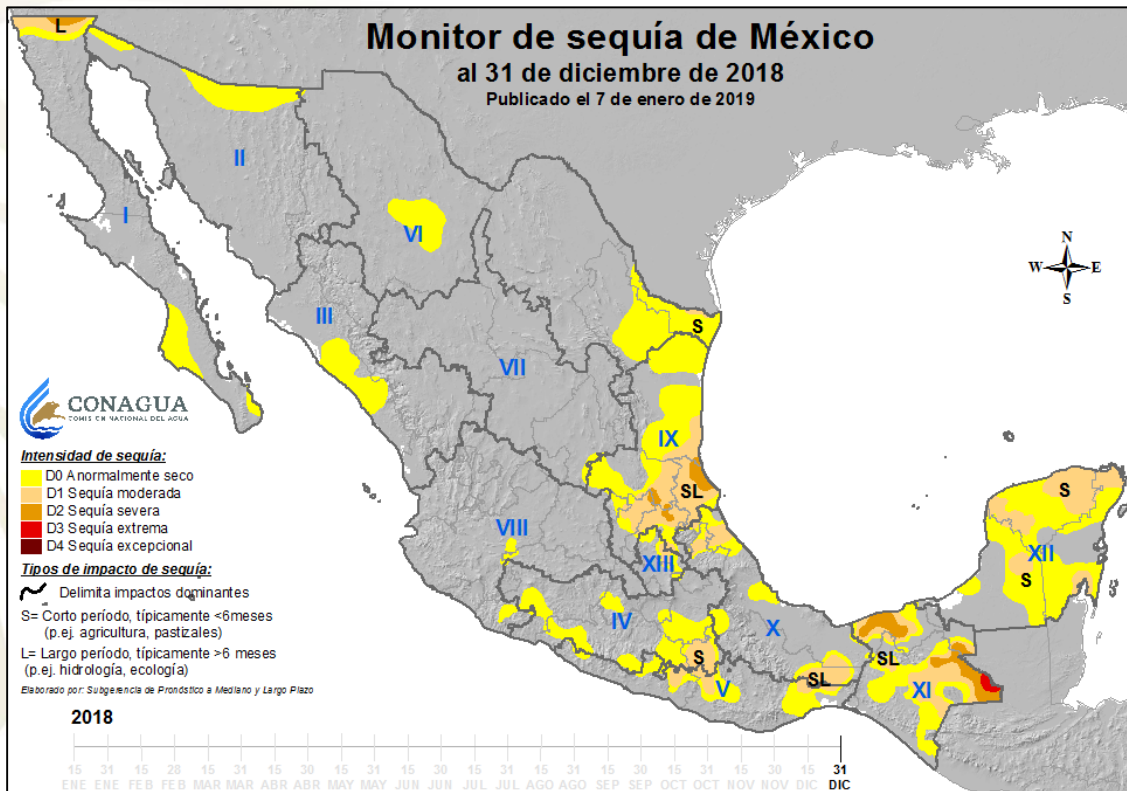 Monitor de sequía de México
al 31 de diciembre de 2018
Publicado el 7 de enero de 2019
L
II
I
VI
N
W E
S
III
S
VII
CONAGUA
COMISIÓN NACIONAL DEL AGUA
IX
Intensidad de sequía:
D0 Anormalmente seco
D1 Sequía moderada
D2 Sequía severa
D3 Sequía extrema
D4 Sequía excepcional
SL
S
VIII
XIII
XII
S
Tipos de impacto de sequía:
Delimita impactos dominantes
S= Corto período, típicamente <6meses
(p.ej. agricultura, pastizales)
L= Largo período, típicamente >6 meses
(p.ej. hidrología, ecología)
IV
X
S
SL
V
SL
XI
Elaborado por: Subgerencia de Pronóstico a Mediano y Largo Plazo
2018
15 31 15 28 15 31 15 30 15 31 15 30 15 31 15 31 15 30 15 31 15 30 15 31
ENE ENE FEB FEB MAR MAR ABR ABR MAY MAY JUN JUN JUL JUL AGO AGO SEP SEP OCT OCT NOV NOV DIC DIC